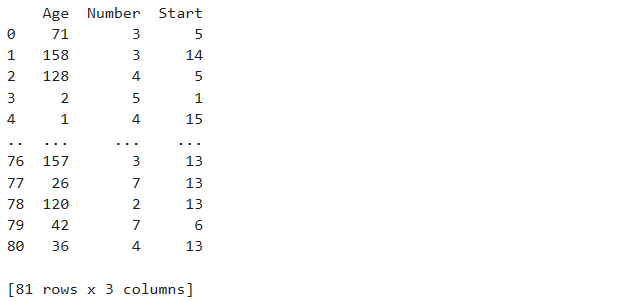 Age Number Start
0 71 3 5
1 158 3 14
2 128 4 5
3 2 5 1
4 1 4 15
.. ... ... ...
76 157 3 13
77 26 7 13
78 120 2 13
79 42 7 6
80 36 4 13
[81 rows x 3 columns]